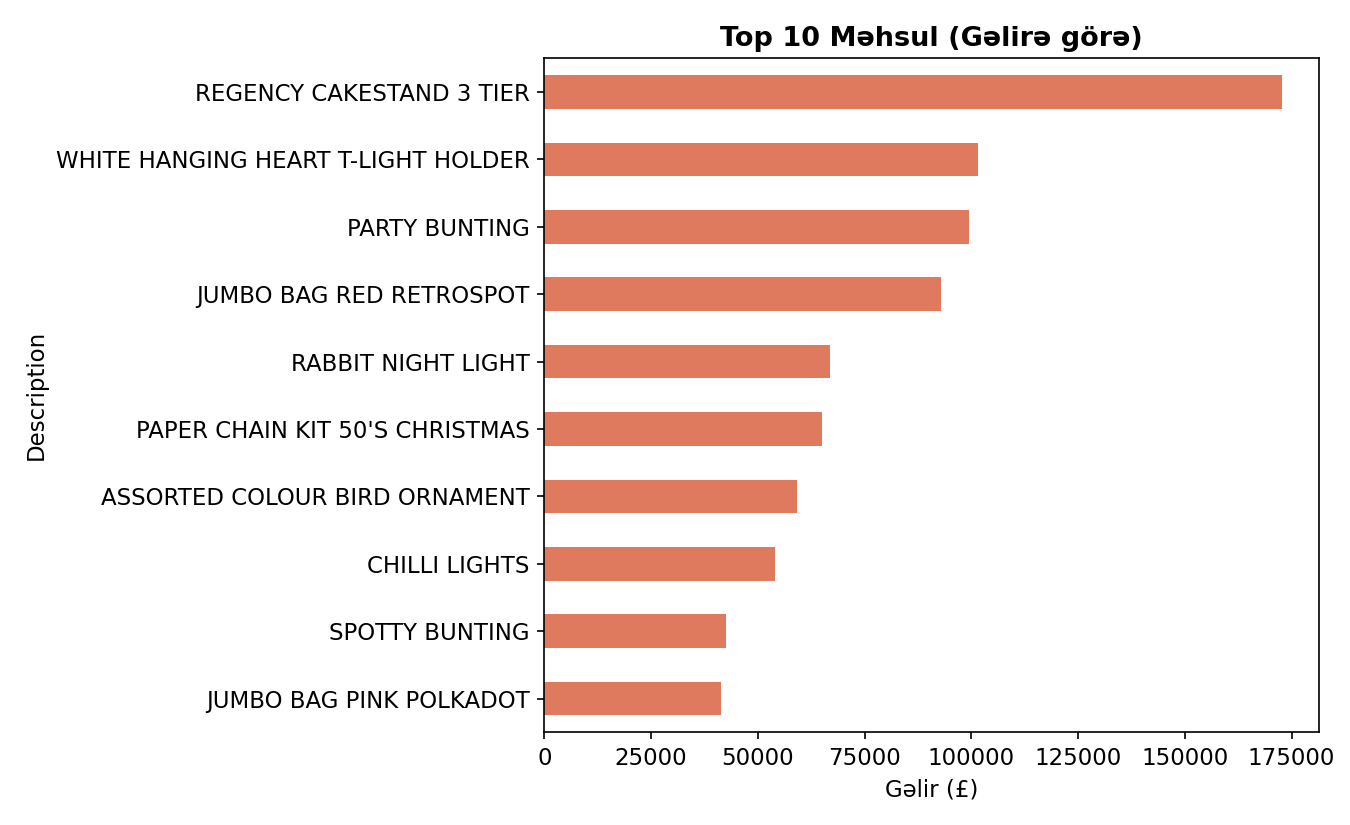 Top 10 Məhsul (Gəlirə görə)
REGENCY CAKESTAND 3 TIER
WHITE HANGING HEART T-LIGHT HOLDER
PARTY BUNTING
JUMBO BAG RED RETROSPOT
RABBIT NIGHT LIGHT
PAPER CHAIN KIT 50'S CHRISTMAS
ASSORTED COLOUR BIRD ORNAMENT
CHILLI LIGHTS
SPOTTY BUNTING
JUMBO BAG PINK POLKADOT
Description
0 25000 50000 75000 100000 125000 150000 175000
Gəlir (£)